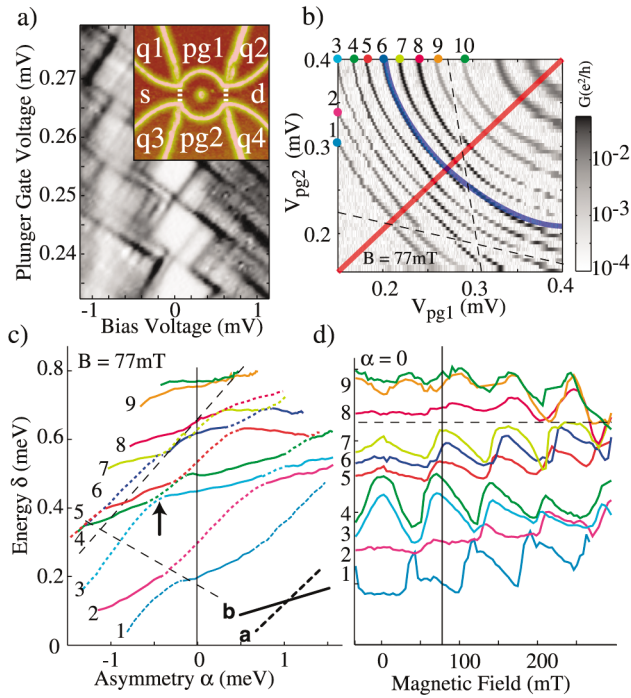 a)
q1 pg1 q2
s d
q3 pg2 q4
Plunger Gate Voltage (mV)
0.27
0.26
0.25
0.24
-1 0 1
Bias Voltage (mV)
b)
3 4 5 6 7 8 9 10
2
1
0.4
0.3
0.2
V_pg2 (mV)
B = 77mT
0.2 0.3 0.4
V_pg1 (mV)
G(e²/h)
10⁻²
10⁻³
10⁻⁴
c)
B = 77mT
Energy δ (meV)
0.8
0.6
0.4
0.2
0
9
8
7
6
5
4
3
2
1
b
a
-1 0 1
Asymmetry α (meV)
d)
α = 0
9
8
7
6
5
4
3
2
1
0 100 200
Magnetic Field (mT)